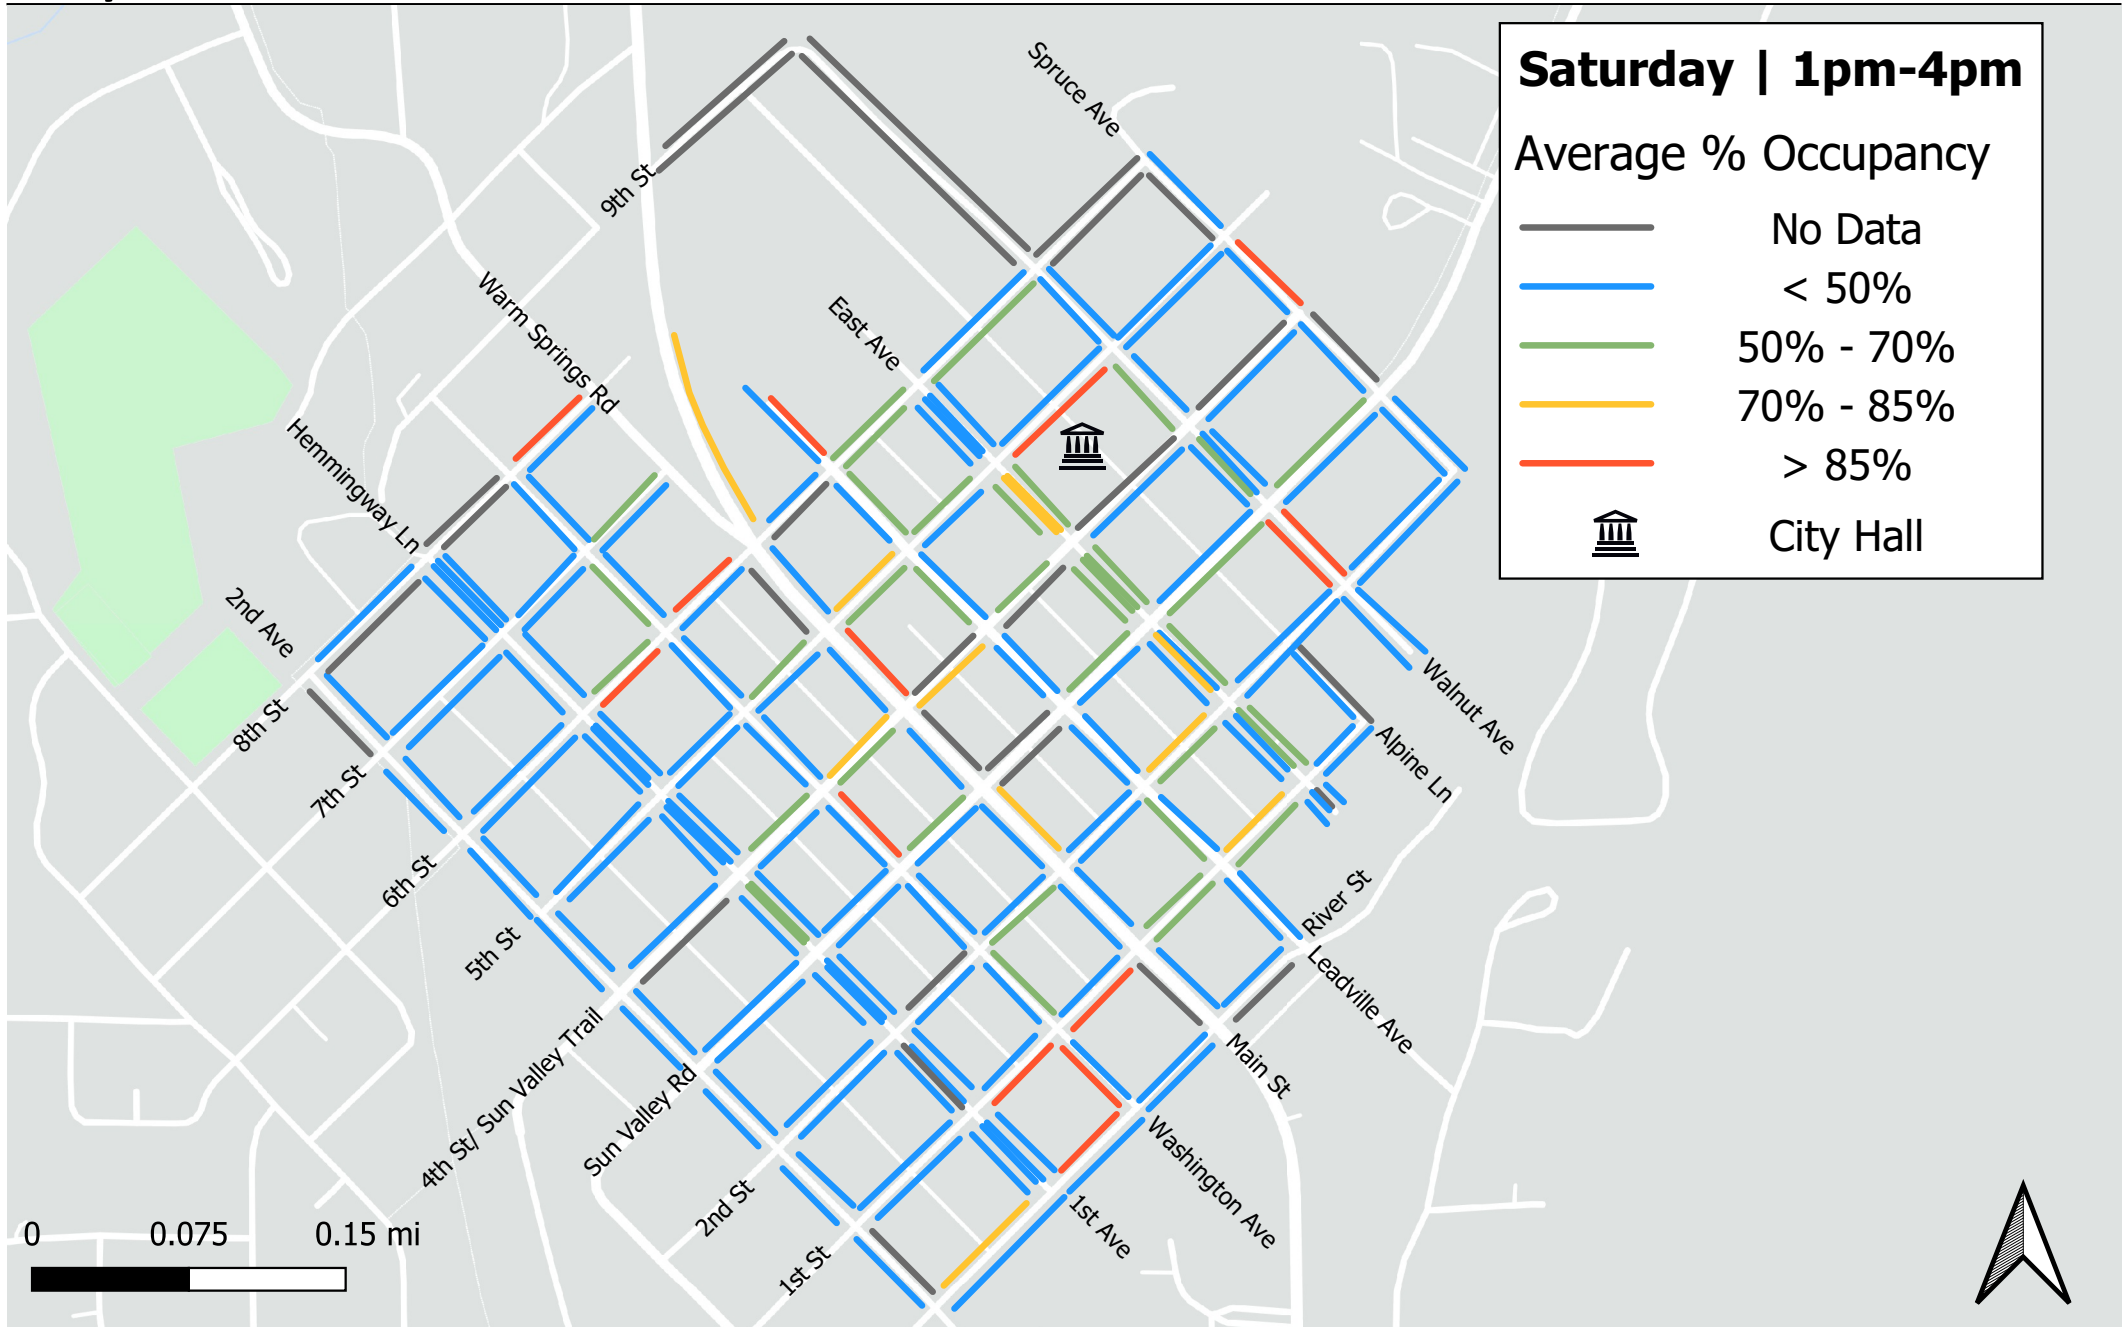 Saturday | 1pm-4pm
Average % Occupancy
No Data
< 50%
50% - 70%
70% - 85%
> 85%
City Hall
Spruce Ave
9th St
East Ave
Warm Springs Rd
Hemmingway Ln
2nd Ave
8th St
7th St
6th St
5th St
4th St/ Sun Valley Trail
Sun Valley Rd
2nd St
1st St
Walnut Ave
Alpine Ln
River St
Leadville Ave
Main St
Washington Ave
1st Ave
0 0.075 0.15 mi